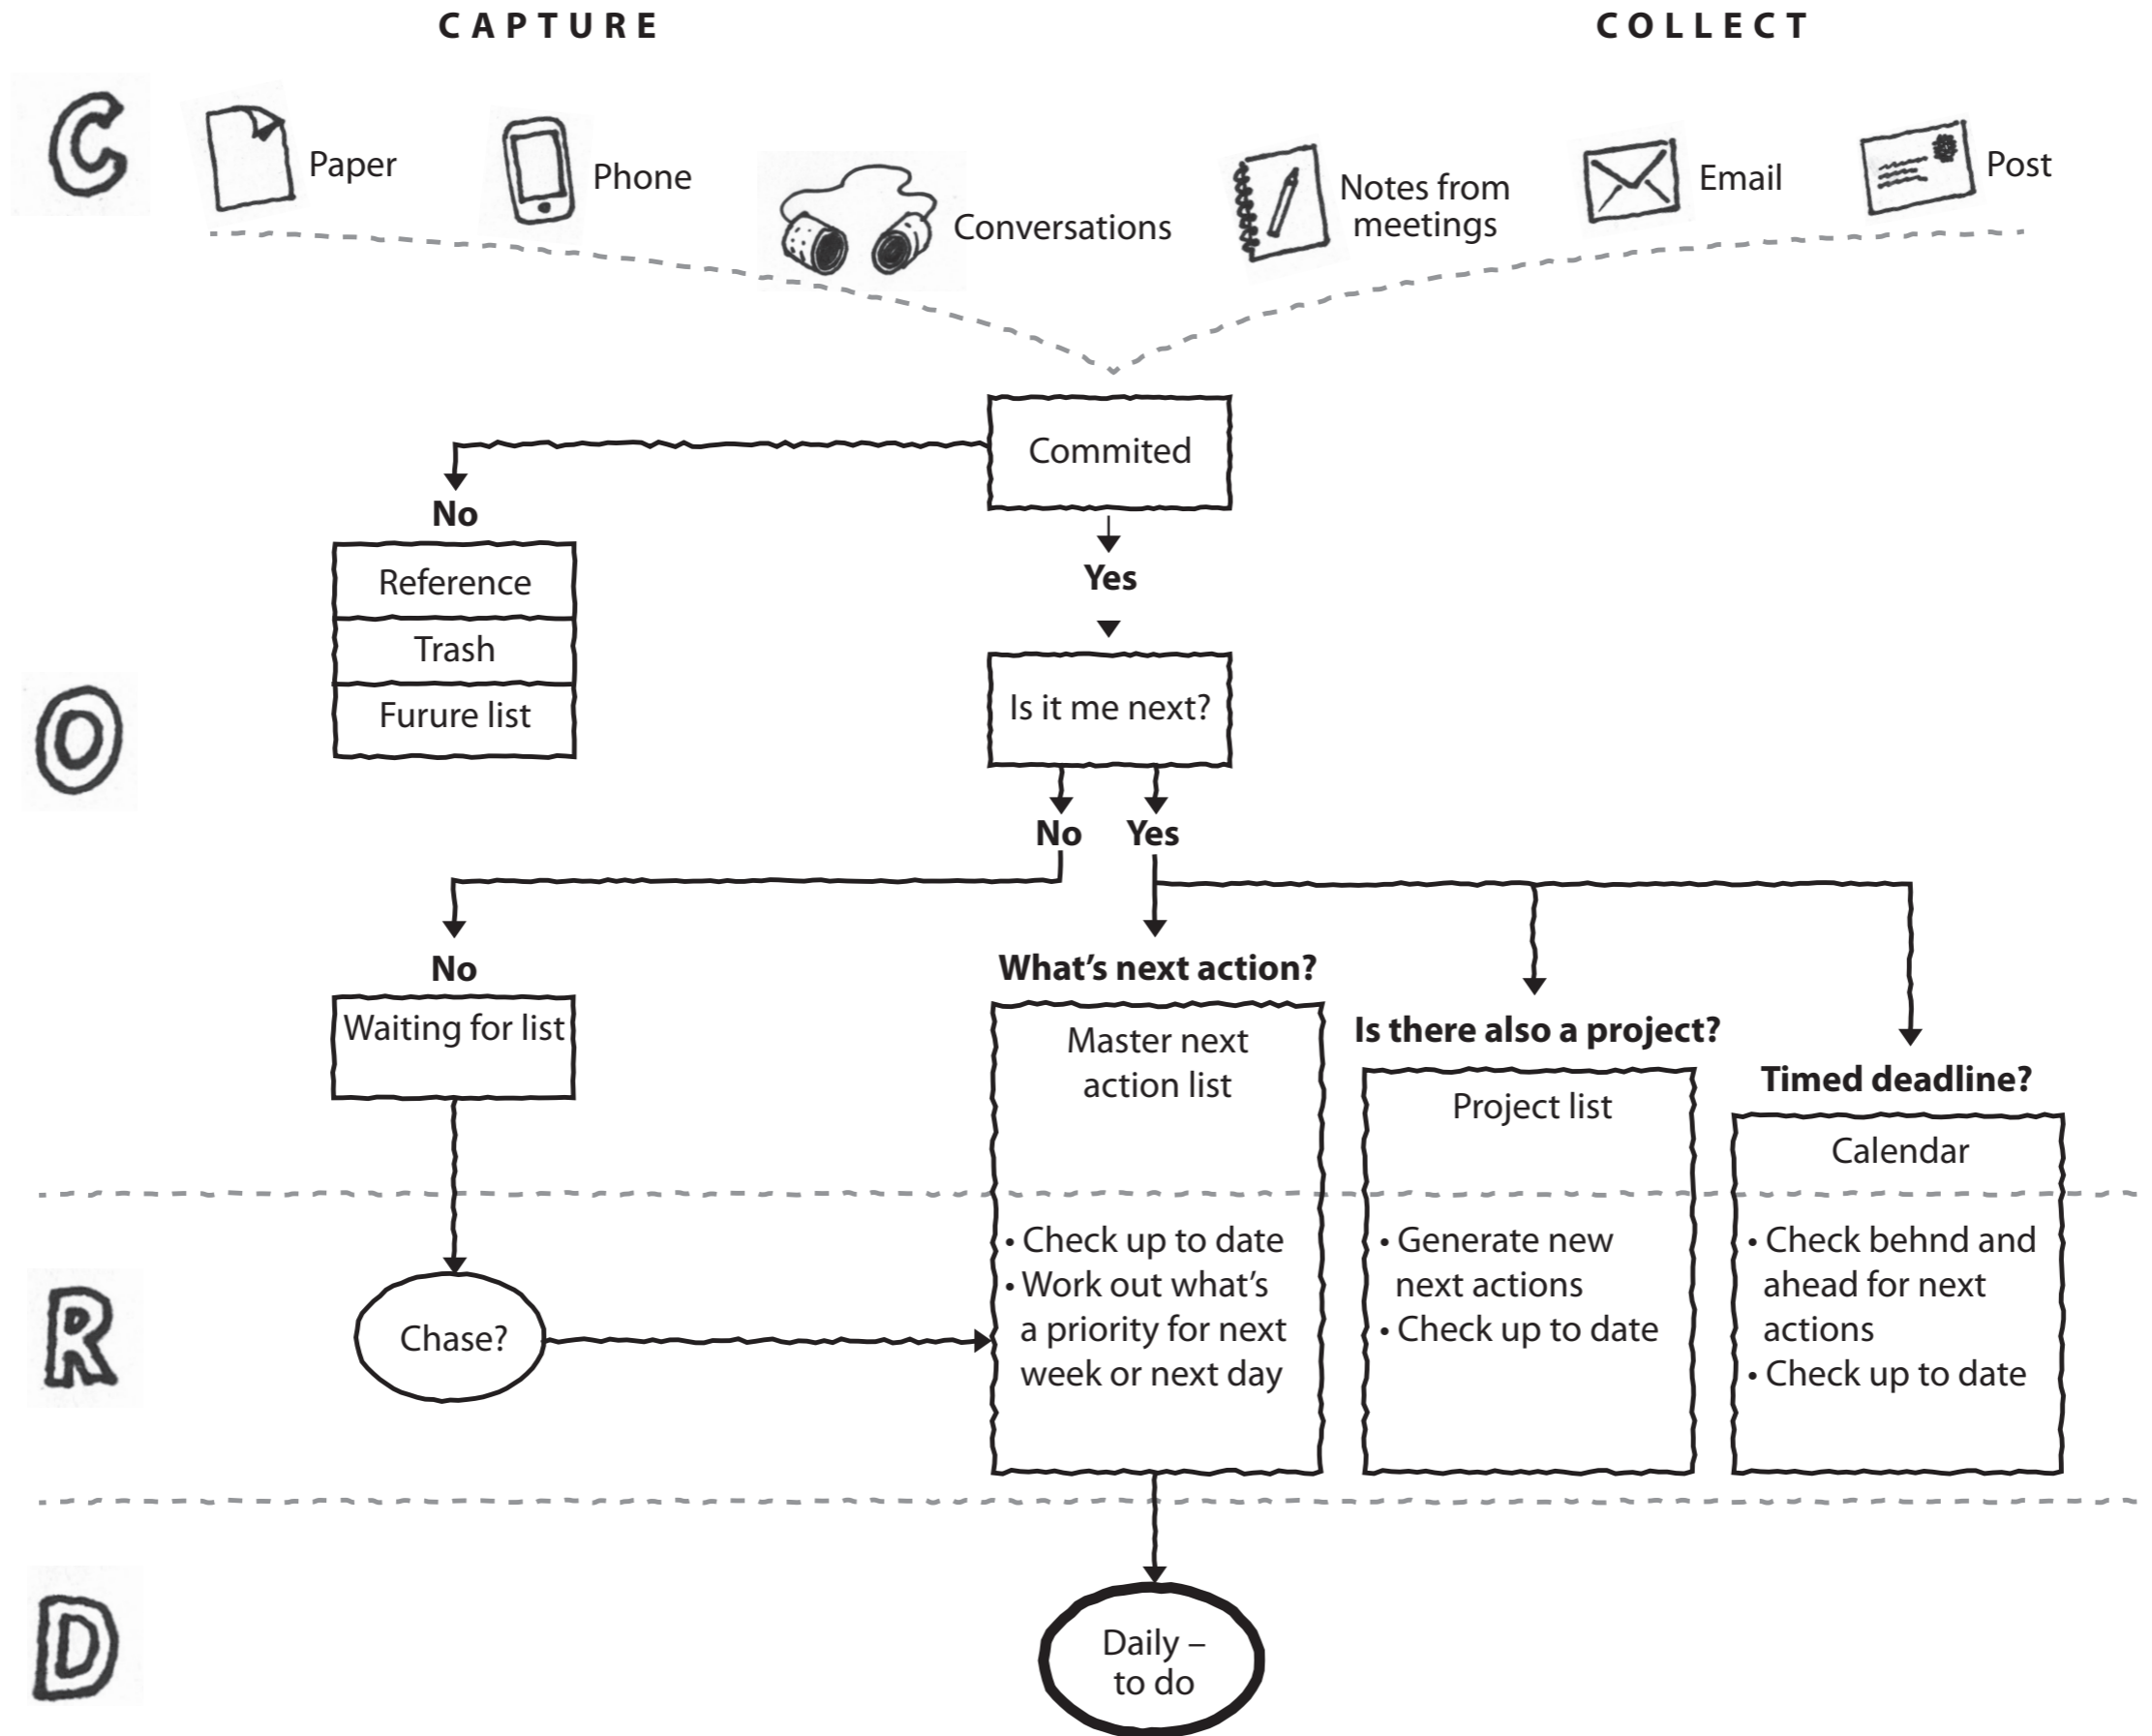 CAPTURE
COLLECT
C
Paper
Phone
Conversations
Notes from
meetings
Email
Post
Commited
No
Yes
Reference
Trash
Furure list
O
Is it me next?
No
Yes
No
Waiting for list
What's next action?
Master next
action list
Is there also a project?
Project list
Timed deadline?
Calendar
R
Chase?
• Check up to date
• Work out what's
a priority for next
week or next day
• Generate new
next actions
• Check up to date
• Check behnd and
ahead for next
actions
• Check up to date
D
Daily –
to do